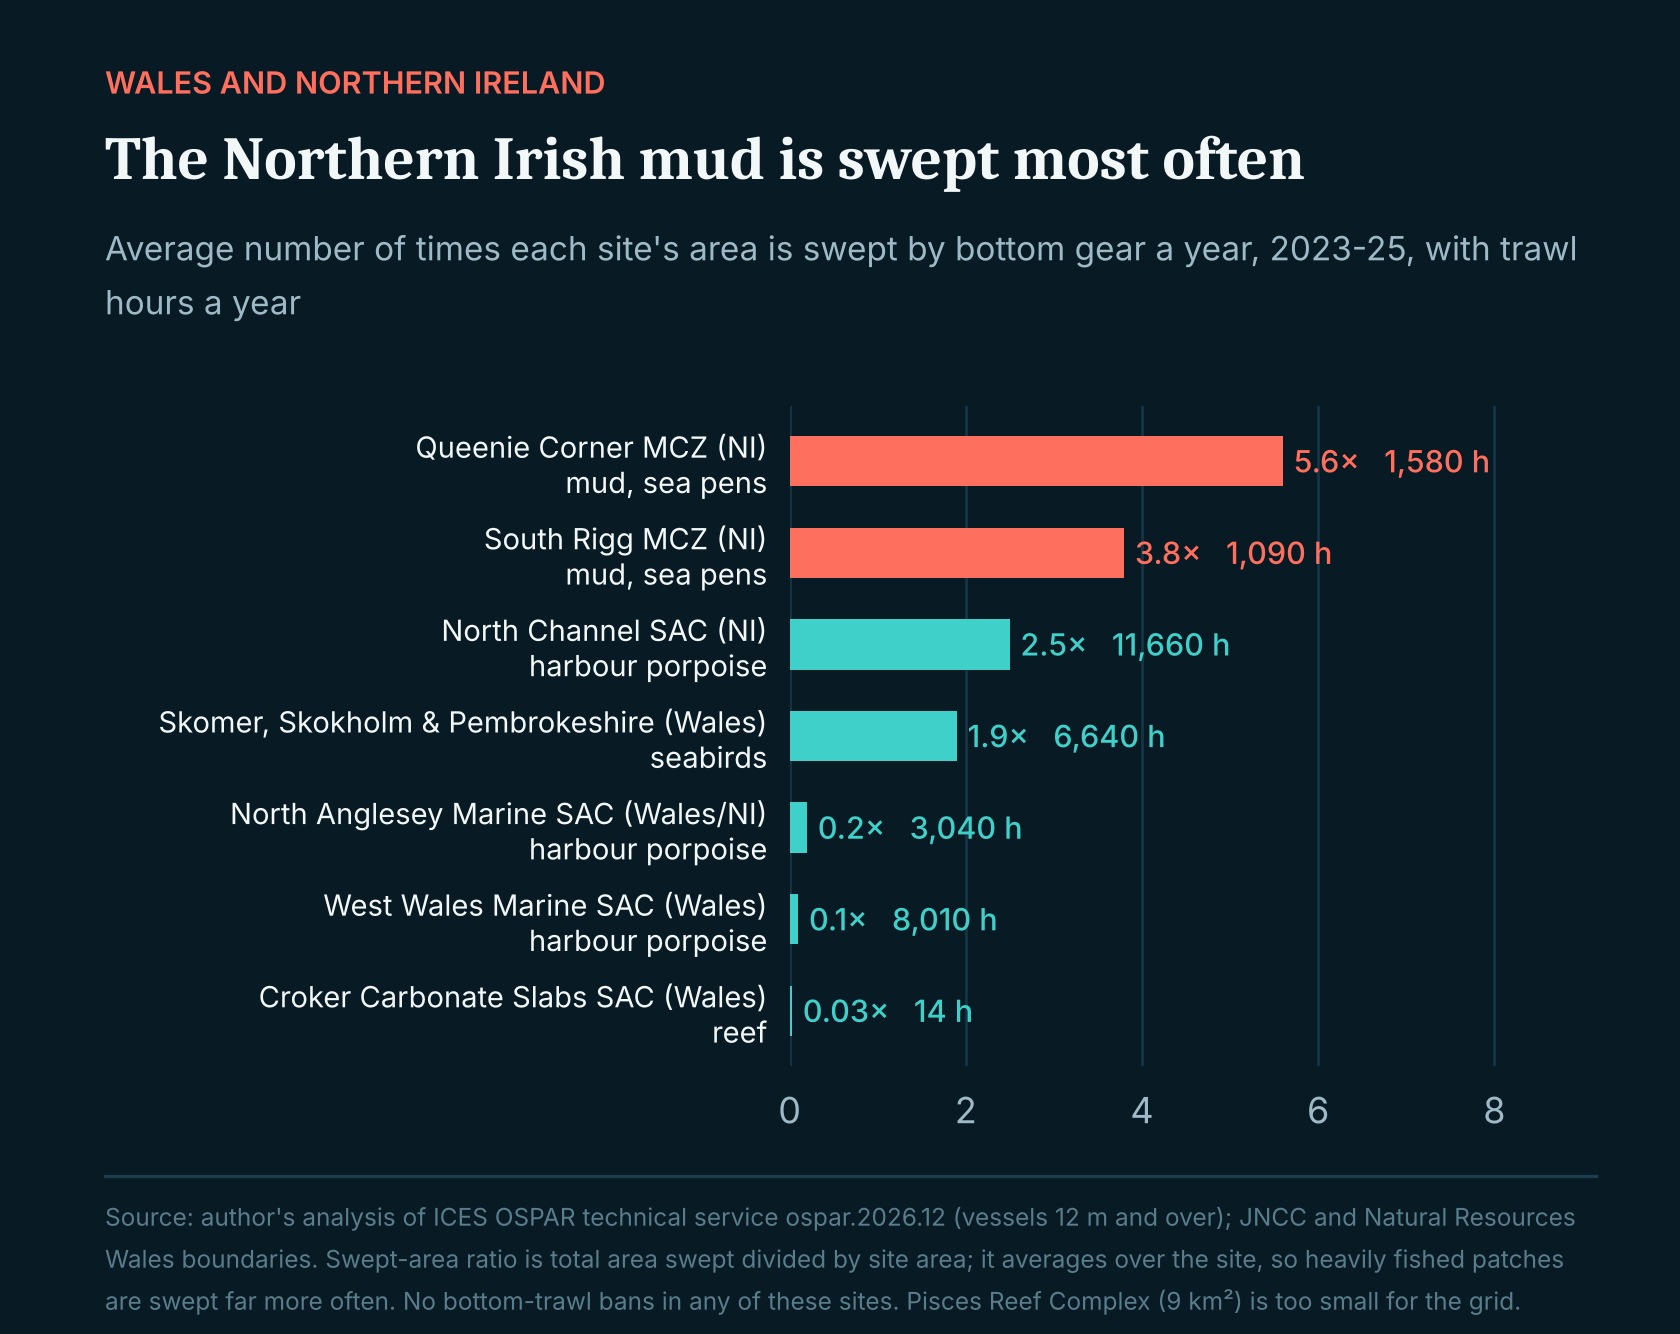 WALES AND NORTHERN IRELAND
The Northern Irish mud is swept most often
Average number of times each site's area is swept by bottom gear a year, 2023-25, with trawl
hours a year
Queenie Corner MCZ (NI)
mud, sea pens
5.6× 1,580 h
South Rigg MCZ (NI)
mud, sea pens
3.8× 1,090 h
North Channel SAC (NI)
harbour porpoise
2.5× 11,660 h
Skomer, Skokholm & Pembrokeshire (Wales)
seabirds
1.9× 6,640 h
North Anglesey Marine SAC (Wales/NI)
harbour porpoise
0.2× 3,040 h
West Wales Marine SAC (Wales)
harbour porpoise
0.1× 8,010 h
Croker Carbonate Slabs SAC (Wales)
reef
0.03× 14 h
0 2 4 6 8
Source: author's analysis of ICES OSPAR technical service ospar.2026.12 (vessels 12 m and over); JNCC and Natural Resources
Wales boundaries. Swept-area ratio is total area swept divided by site area; it averages over the site, so heavily fished patches
are swept far more often. No bottom-trawl bans in any of these sites. Pisces Reef Complex (9 km²) is too small for the grid.